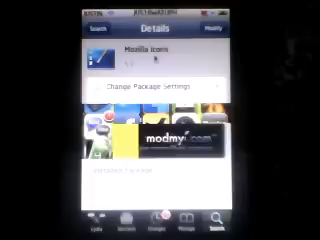 Search
Details
Modify
Mozilla Icons
Change Package Settings
modmyi.com
Cydia
Sections
Changes
Manage
Search